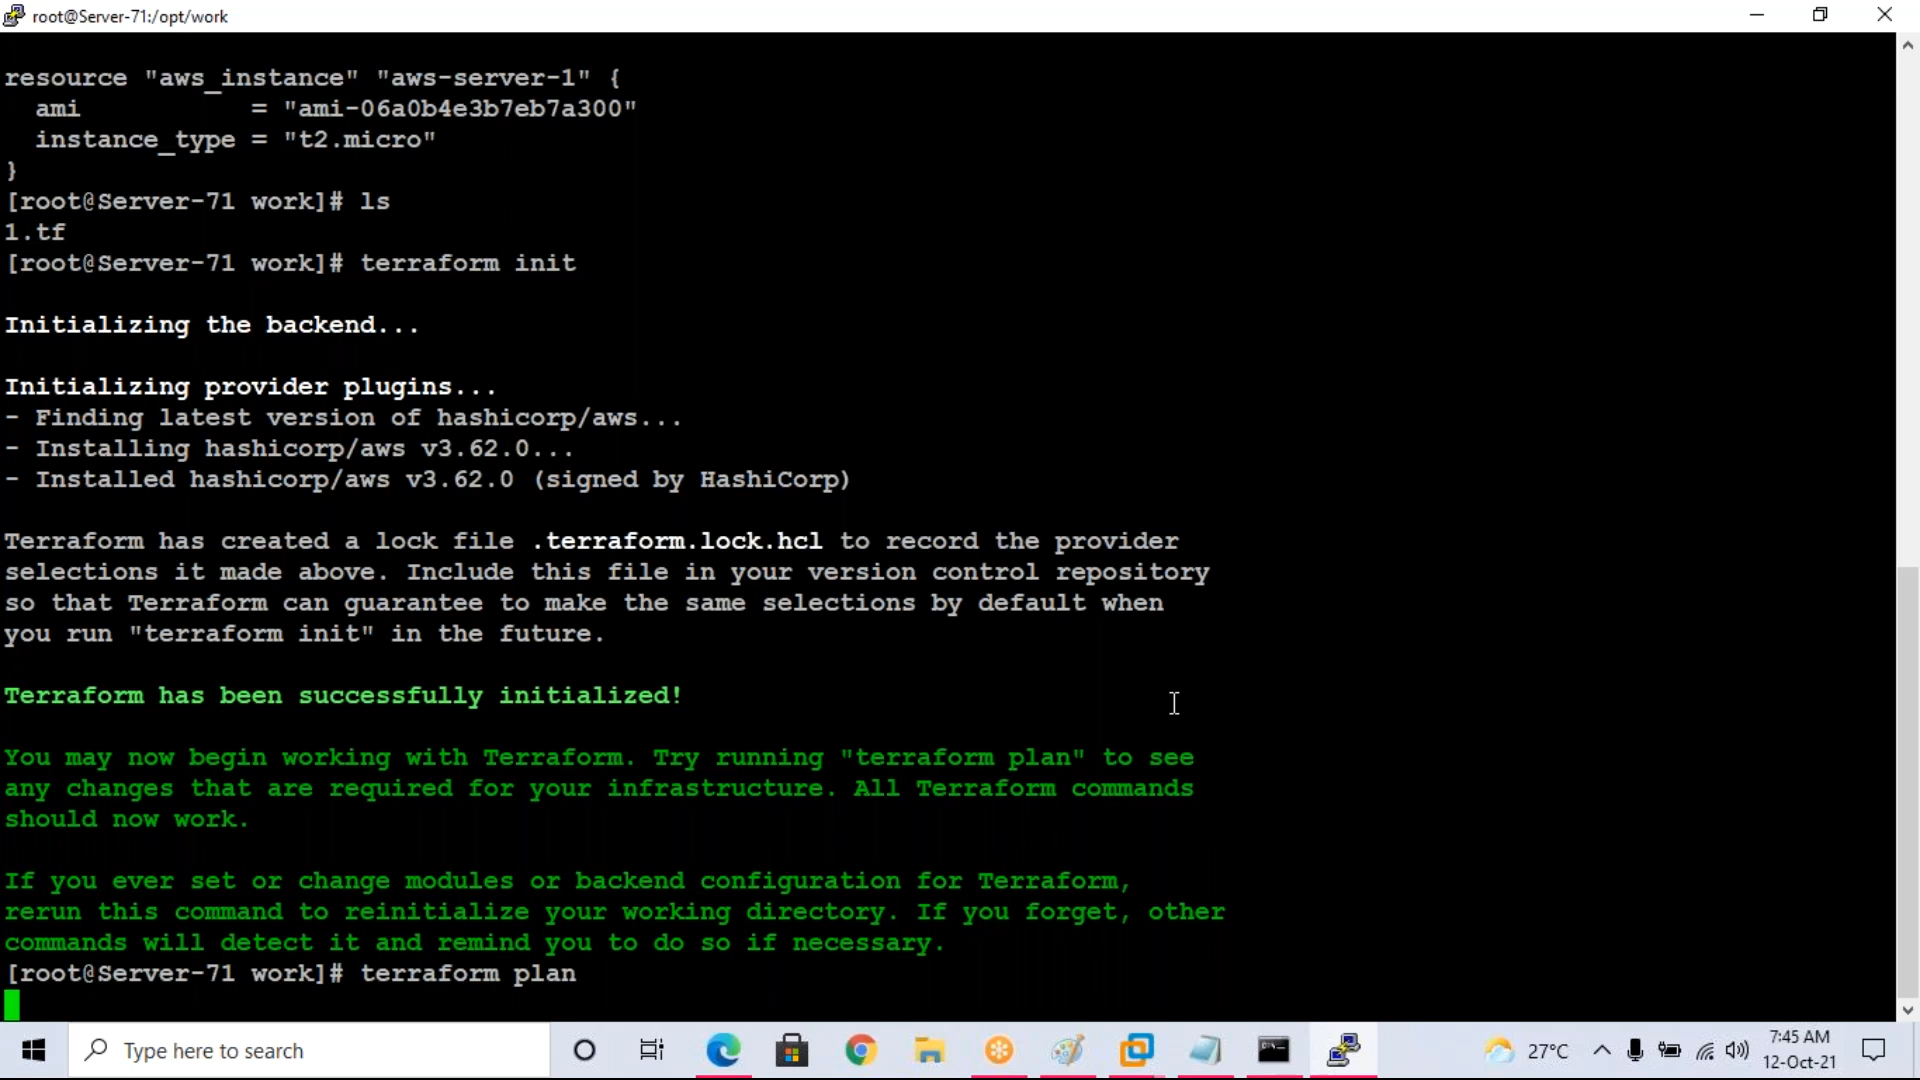 root@Server-71:/opt/work
resource "aws_instance" "aws-server-1" {
  ami           = "ami-06a0b4e3b7eb7a300"
  instance_type = "t2.micro"
}
[root@Server-71 work]# ls
1.tf
[root@Server-71 work]# terraform init
Initializing the backend...
Initializing provider plugins...
- Finding latest version of hashicorp/aws...
- Installing hashicorp/aws v3.62.0...
- Installed hashicorp/aws v3.62.0 (signed by HashiCorp)
Terraform has created a lock file .terraform.lock.hcl to record the provider
selections it made above. Include this file in your version control repository
so that Terraform can guarantee to make the same selections by default when
you run "terraform init" in the future.
Terraform has been successfully initialized!
You may now begin working with Terraform. Try running "terraform plan" to see
any changes that are required for your infrastructure. All Terraform commands
should now work.
If you ever set or change modules or backend configuration for Terraform,
rerun this command to reinitialize your working directory. If you forget, other
commands will detect it and remind you to do so if necessary.
[root@Server-71 work]# terraform plan
Type here to search
27°C
7:45 AM
12-Oct-21